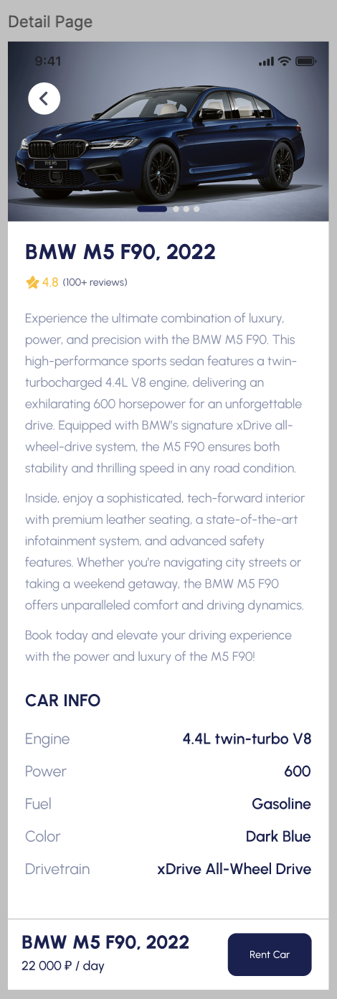 Detail Page
9:41
THE M5
BMW M5 F90, 2022
4.8 (100+ reviews)
Experience the ultimate combination of luxury,
power, and precision with the BMW M5 F90. This
high-performance sports sedan features a twin-
turbocharged 4.4L V8 engine, delivering an
exhilarating 600 horsepower for an unforgettable
drive. Equipped with BMW's signature xDrive all-
wheel-drive system, the M5 F90 ensures both
stability and thrilling speed in any road condition.
Inside, enjoy a sophisticated, tech-forward interior
with premium leather seating, a state-of-the-art
infotainment system, and advanced safety
features. Whether you're navigating city streets or
taking a weekend getaway, the BMW M5 F90
offers unparalleled comfort and driving dynamics.
Book today and elevate your driving experience
with the power and luxury of the M5 F90!
CAR INFO
Engine 4.4L twin-turbo V8
Power 600
Fuel Gasoline
Color Dark Blue
Drivetrain xDrive All-Wheel Drive
BMW M5 F90, 2022
22 000 ₽ / day
Rent Car